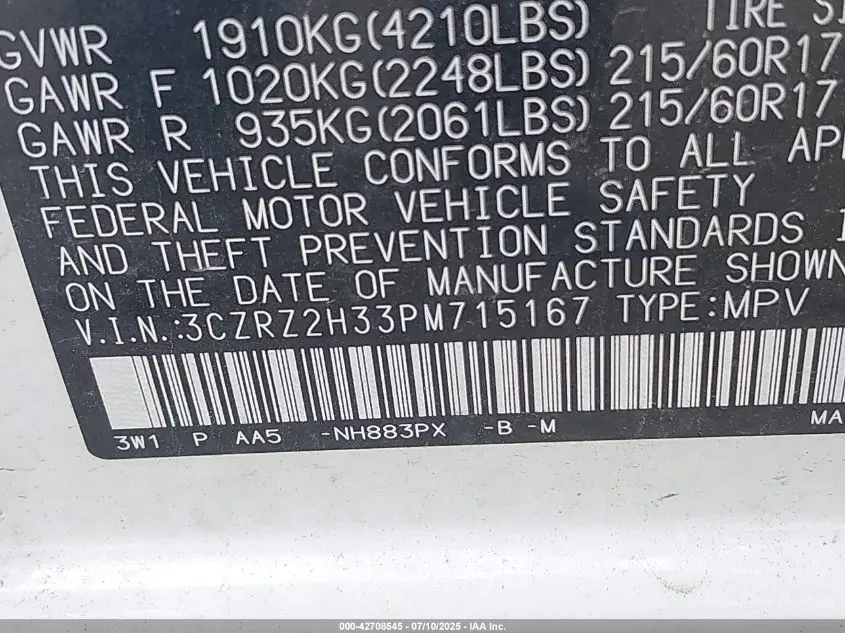 GVWR 1910KG(4210LBS) TIRE
GAWR F 1020KG(2248LBS) 215/60R17
GAWR R 935KG(2061LBS) 215/60R17
THIS VEHICLE CONFORMS TO ALL
FEDERAL MOTOR VEHICLE SAFETY
AND THEFT PREVENTION STANDARDS
ON THE DATE OF MANUFACTURE SHOWN
V.I.N.:3CZRZ2H33PM715167 TYPE:MPV
3W1 P AA5 -NH883PX -B -M MA
000-42708545 - 07/10/2025 - IAA Inc.